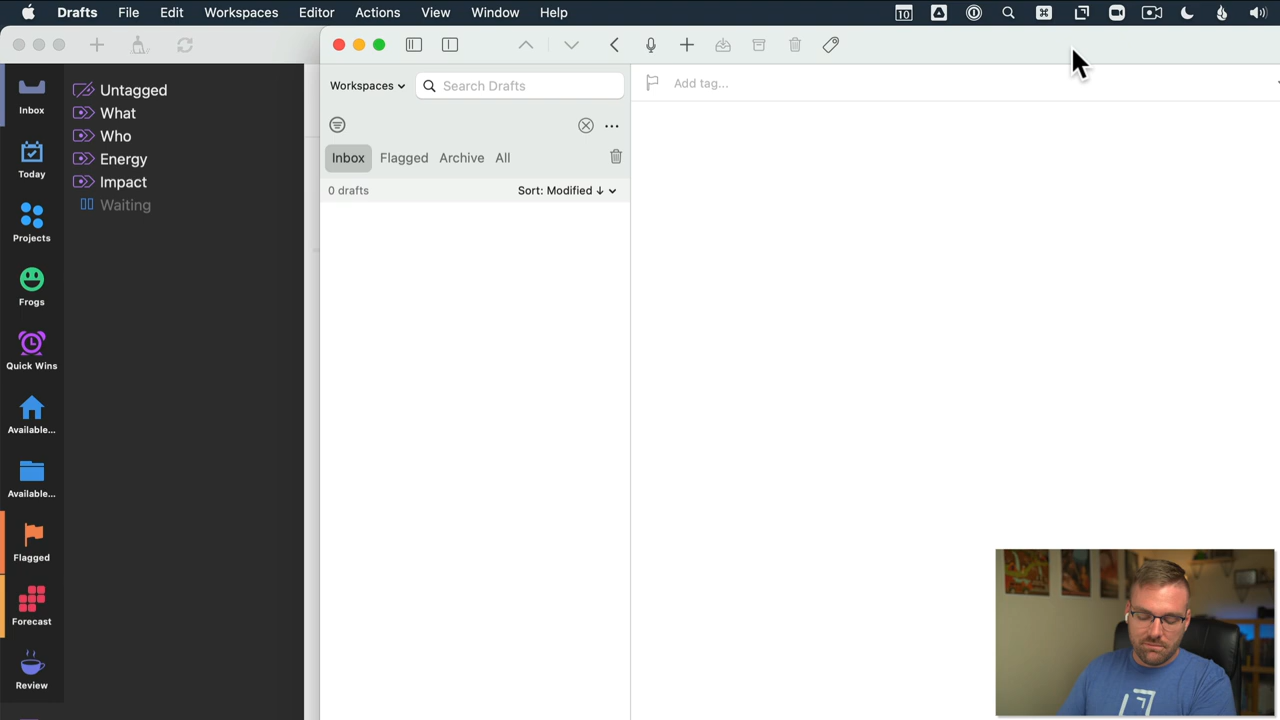 Drafts File Edit Workspaces Editor Actions View Window Help
10
Inbox
Today
Projects
Frogs
Quick Wins
Available...
Available...
Flagged
Forecast
Review
Untagged
What
Who
Energy
Impact
Waiting
Workspaces
Search Drafts
Inbox Flagged Archive All
0 drafts
Sort: Modified
Add tag...